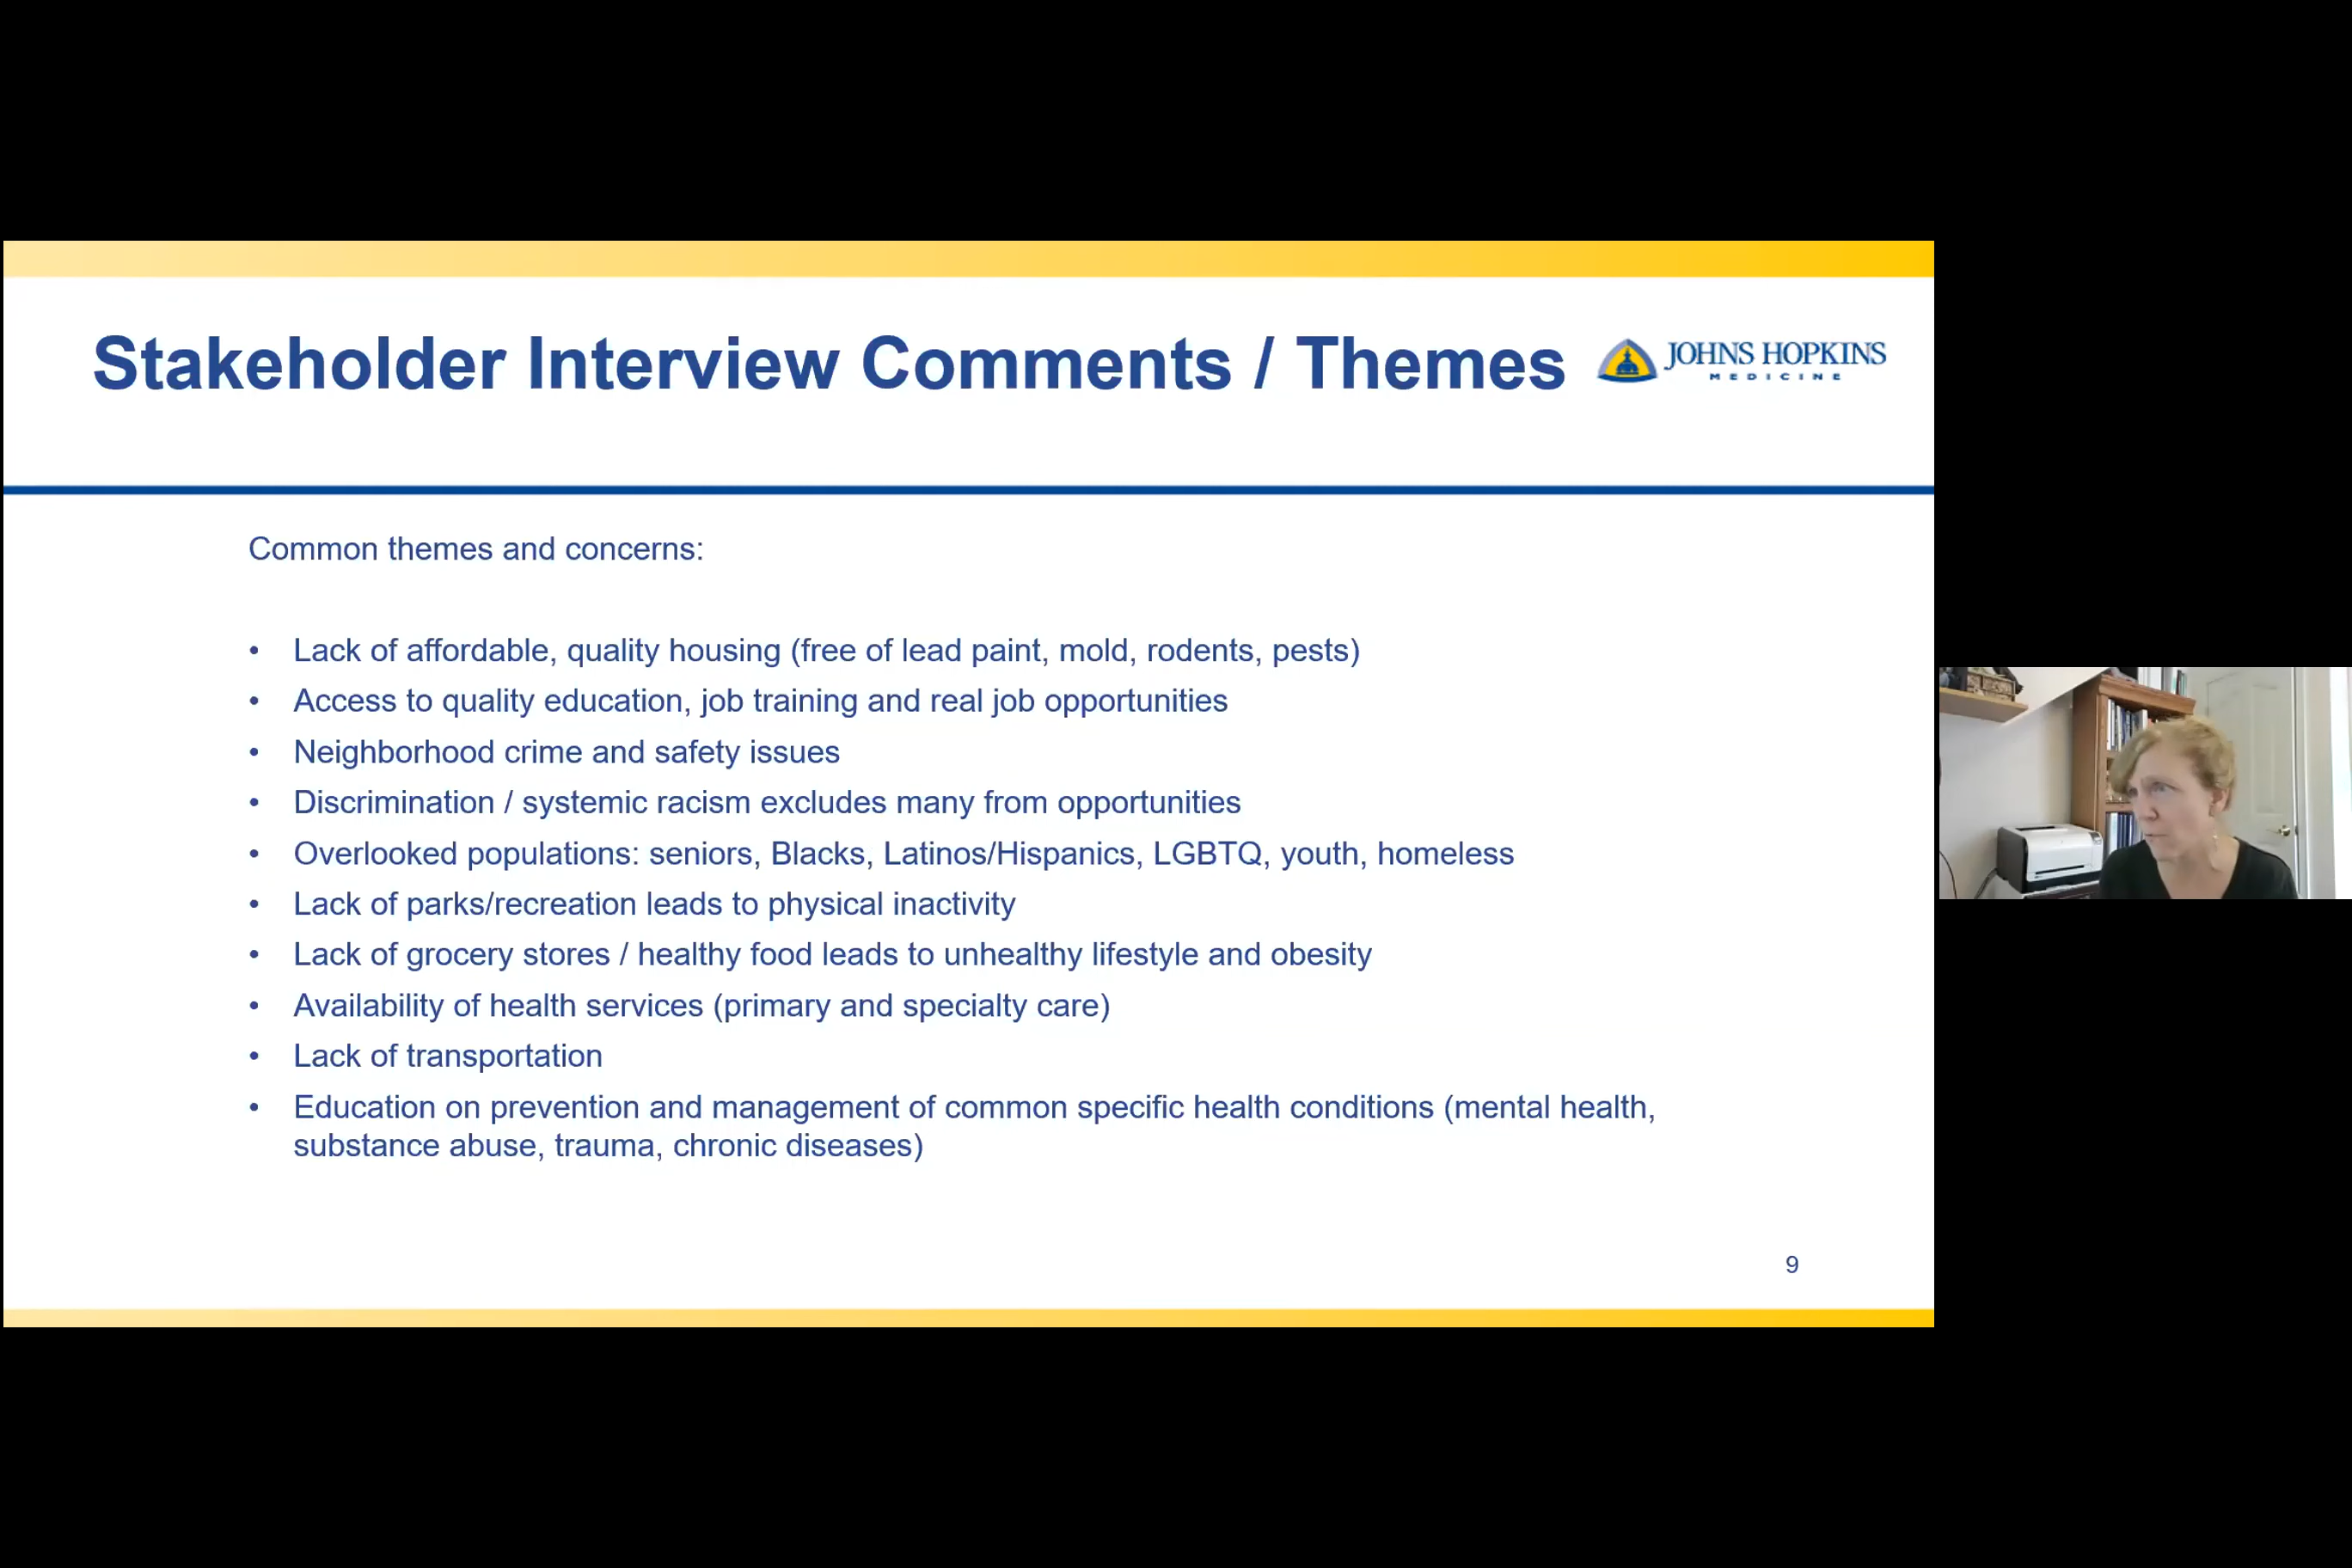 Stakeholder Interview Comments / Themes
JOHNS HOPKINS
MEDICINE
Common themes and concerns:
• Lack of affordable, quality housing (free of lead paint, mold, rodents, pests)
• Access to quality education, job training and real job opportunities
• Neighborhood crime and safety issues
• Discrimination / systemic racism excludes many from opportunities
• Overlooked populations: seniors, Blacks, Latinos/Hispanics, LGBTQ, youth, homeless
• Lack of parks/recreation leads to physical inactivity
• Lack of grocery stores / healthy food leads to unhealthy lifestyle and obesity
• Availability of health services (primary and specialty care)
• Lack of transportation
• Education on prevention and management of common specific health conditions (mental health,
substance abuse, trauma, chronic diseases)
9